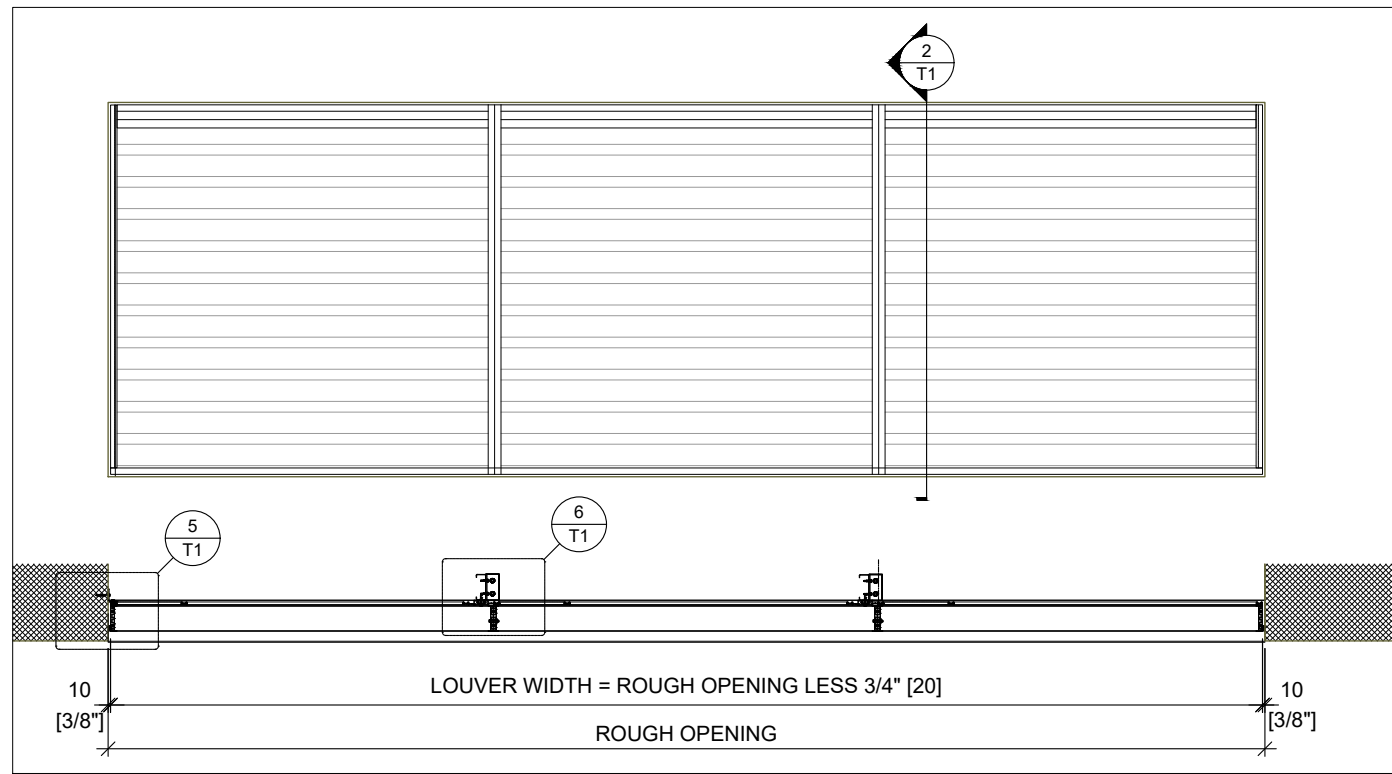 2
T1
5
T1
6
T1
10
[3/8"]
LOUVER WIDTH = ROUGH OPENING LESS 3/4" [20]
10
[3/8"]
ROUGH OPENING